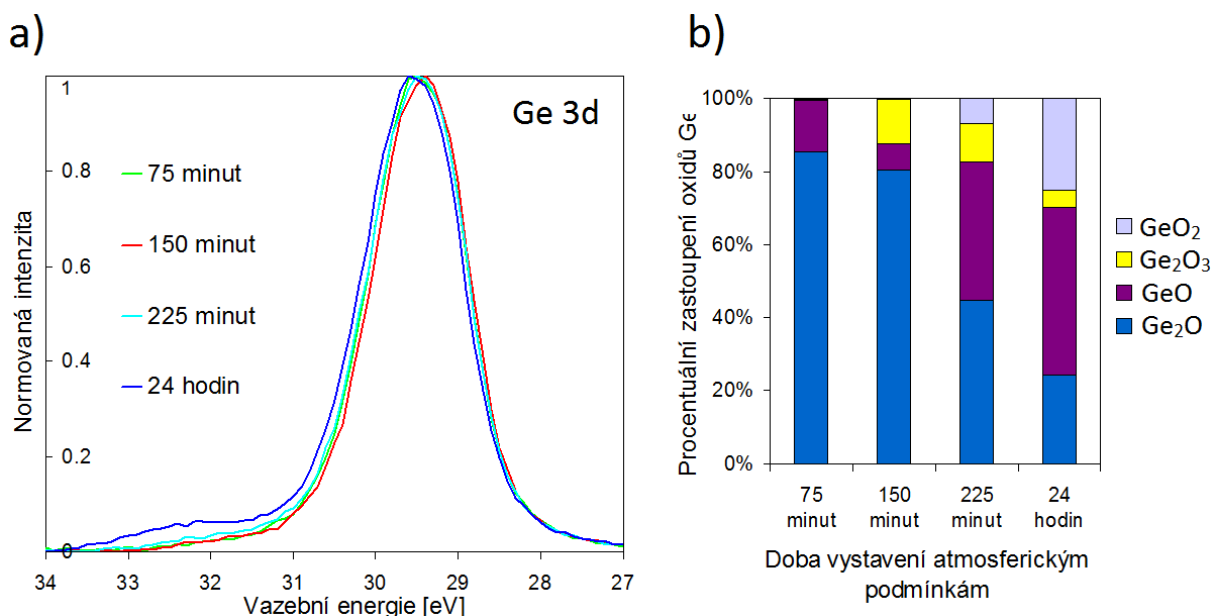 a)
Ge 3d
75 minut
150 minut
225 minut
24 hodin
Normovaná intenzita
1
0.8
0.6
0.4
0.2
0
34 33 32 31 30 29 28 27
Vazební energie [eV]
b)
Procentuální zastoupení oxidů Ge
100%
80%
60%
40%
20%
0%
75 150 225 24
minut minut minut hodin
Doba vystavení atmosferickým
podmínkám
GeO₂
Ge₂O₃
GeO
Ge₂O